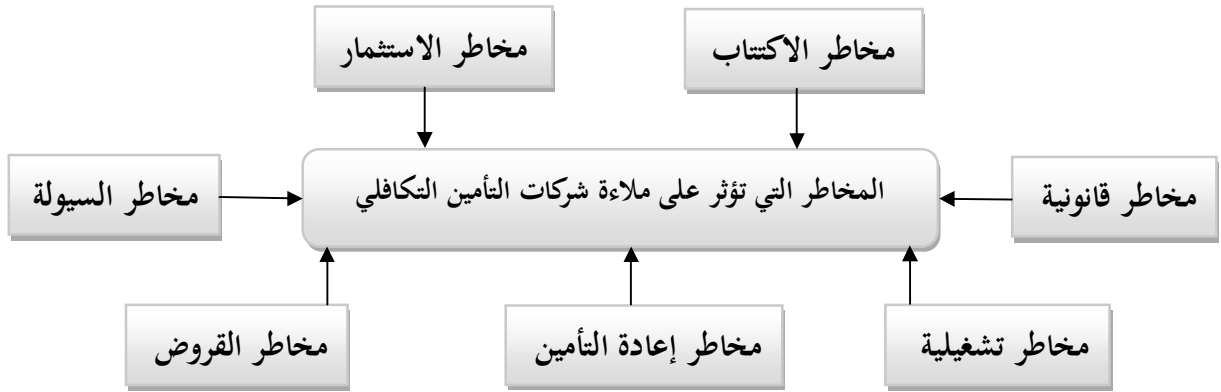 مخاطر الاكتتاب
مخاطر الاستثمار
المخاطر التي تؤثر على ملاءة شركات التأمين التكافلي
مخاطر قانونية
مخاطر السيولة
مخاطر تشغيلية
مخاطر إعادة التأمين
مخاطر القروض